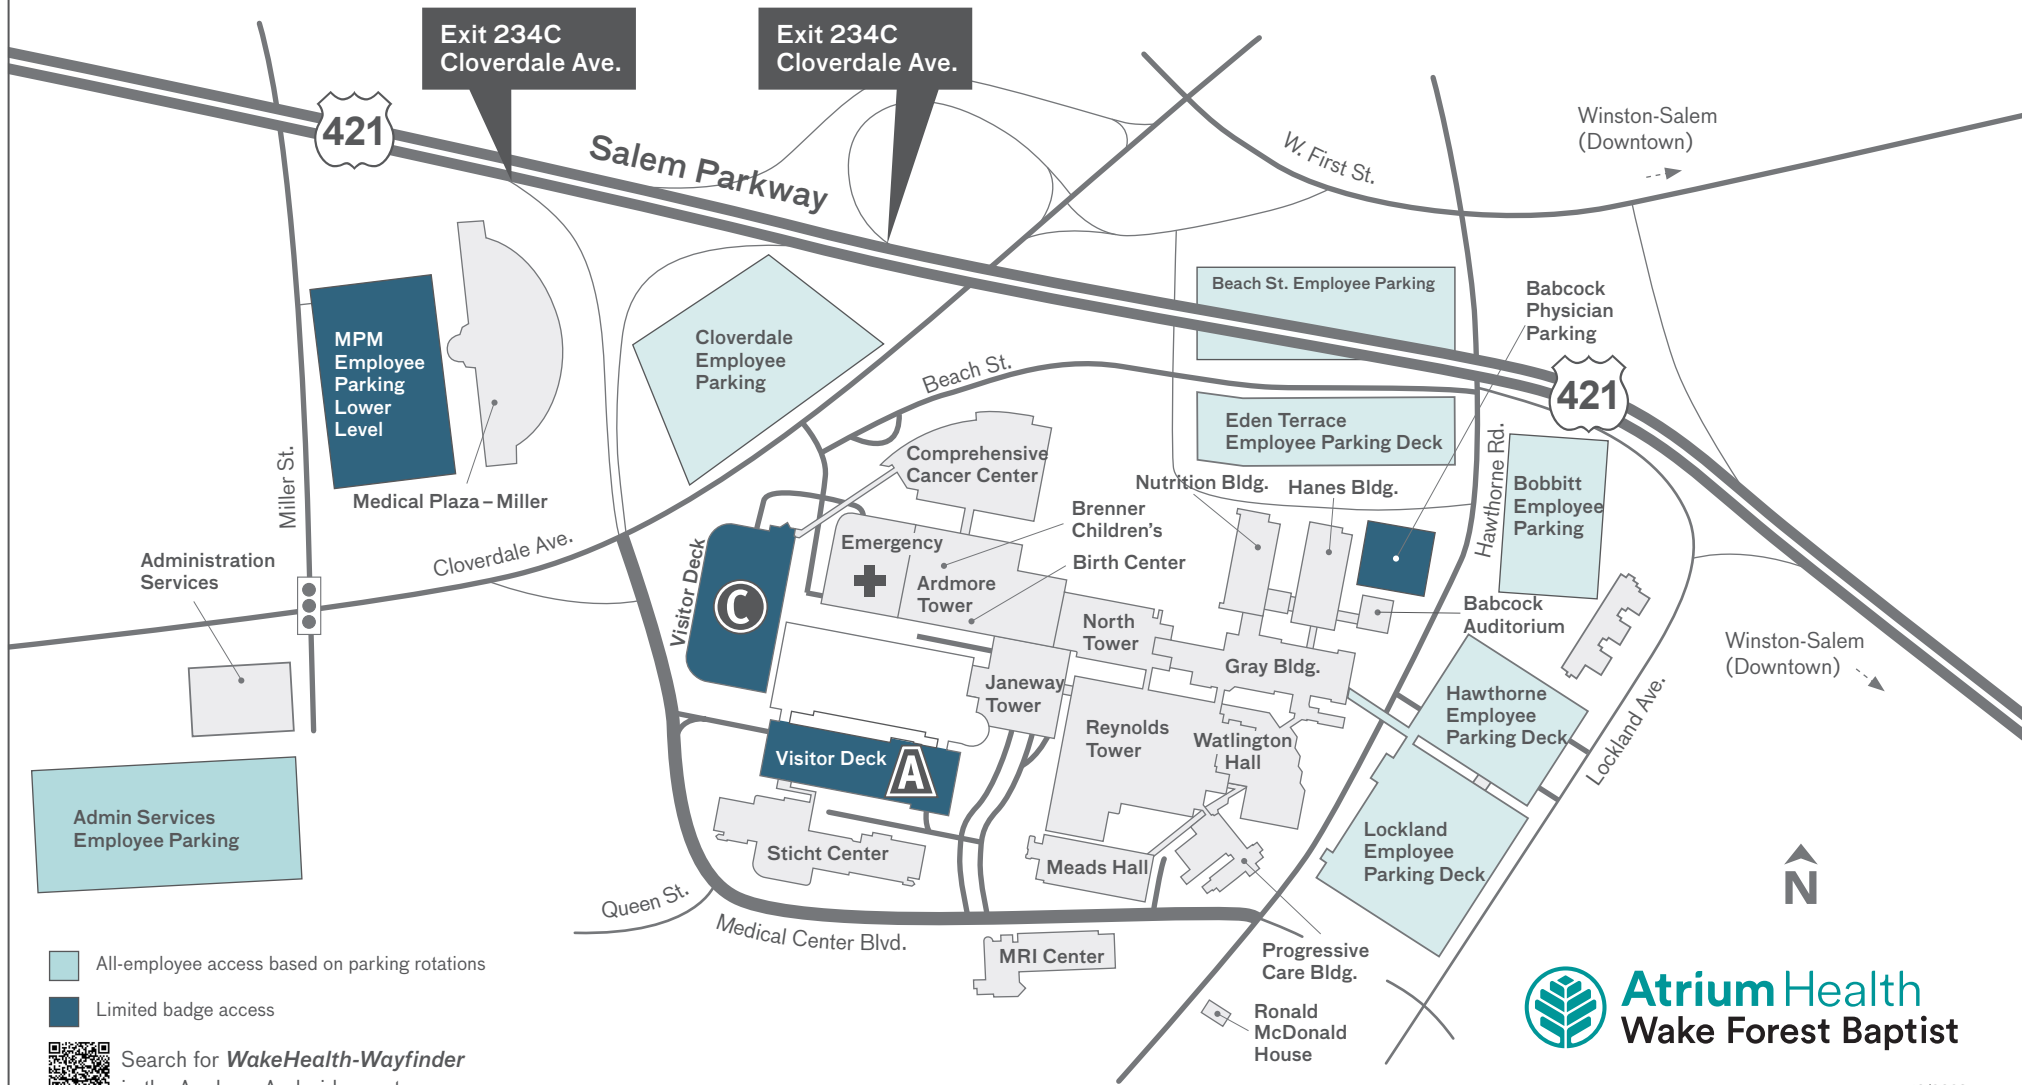 Exit 234C
Cloverdale Ave.
Exit 234C
Cloverdale Ave.
421
Salem Parkway
W. First St.
Winston-Salem
(Downtown)
Beach St. Employee Parking
Babcock
Physician
Parking
MPM
Employee
Parking
Lower
Level
Cloverdale
Employee
Parking
Beach St.
421
Eden Terrace
Employee Parking Deck
Hawthorne Rd.
Miller St.
Medical Plaza – Miller
Comprehensive
Cancer Center
Nutrition Bldg.
Hanes Bldg.
Bobbitt
Employee
Parking
Brenner
Children's
Birth Center
Emergency
Ardmore
Tower
Cloverdale Ave.
Administration
Services
Visitor Deck
C
North
Tower
Babcock
Auditorium
Gray Bldg.
Winston-Salem
(Downtown)
Janeway
Tower
Hawthorne
Employee
Parking Deck
Lockland Ave.
Reynolds
Tower
Watlington
Hall
Visitor Deck
A
Admin Services
Employee Parking
Sticht Center
Meads Hall
Lockland
Employee
Parking Deck
N
Queen St.
Medical Center Blvd.
MRI Center
Progressive
Care Bldg.
Ronald
McDonald
House
All-employee access based on parking rotations
Limited badge access
Search for WakeHealth-Wayfinder
Atrium Health
Wake Forest Baptist